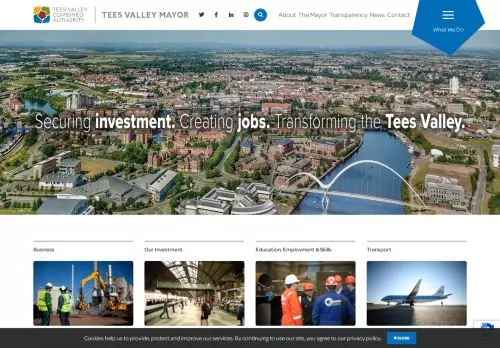 TEES VALLEY
COMBINED
AUTHORITY
TEES VALLEY MAYOR
About The Mayor Transparency News Contact
What We Do
Securing investment. Creating jobs. Transforming the Tees Valley.
Business
Our Investment
Education, Employment & Skills
Transport
Cookies help us to provide, protect and improve our services. By continuing to use our site, you agree to our privacy policy.
✕ CLOSE